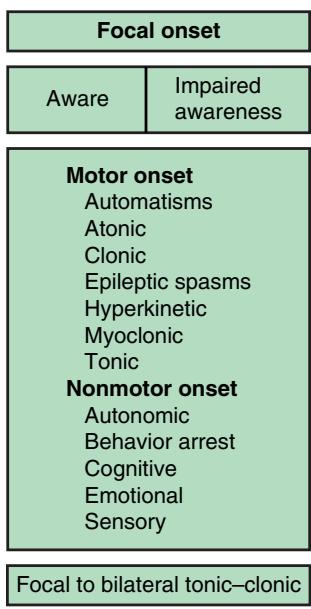 Focal onset
Aware
Impaired
awareness
Motor onset
Automatisms
Atonic
Clonic
Epileptic spasms
Hyperkinetic
Myoclonic
Tonic
Nonmotor onset
Autonomic
Behavior arrest
Cognitive
Emotional
Sensory
Focal to bilateral tonic–clonic